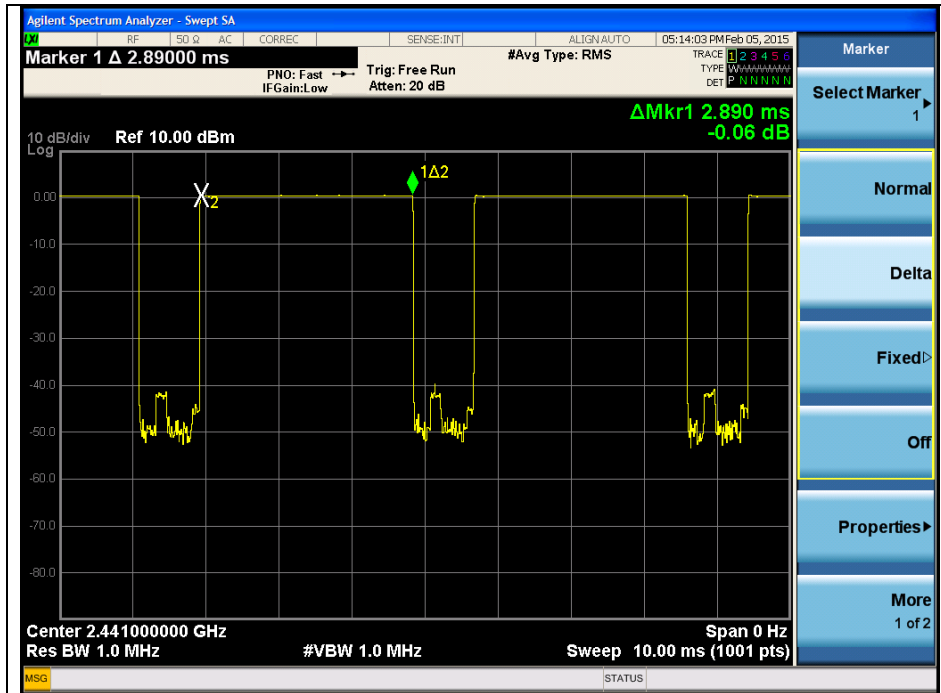 Agilent Spectrum Analyzer - Swept SA
LXI RF 50 Ω AC CORREC SENSE:INT ALIGN AUTO 05:14:03 PM Feb 05, 2015
Marker 1 Δ 2.89000 ms
PNO: Fast
IFGain:Low
Trig: Free Run
Atten: 20 dB
#Avg Type: RMS
TRACE 1 2 3 4 5 6
TYPE WWWWWW
DET P N N N N N
ΔMkr1 2.890 ms
-0.06 dB
10 dB/div Ref 10.00 dBm
Log
0.00
-10.0
-20.0
-30.0
-40.0
-50.0
-60.0
-70.0
-80.0
X2
1Δ2
Center 2.441000000 GHz Span 0 Hz
Res BW 1.0 MHz #VBW 1.0 MHz Sweep 10.00 ms (1001 pts)
MSG STATUS
Marker
Select Marker
1
Normal
Delta
Fixed
Off
Properties
More
1 of 2